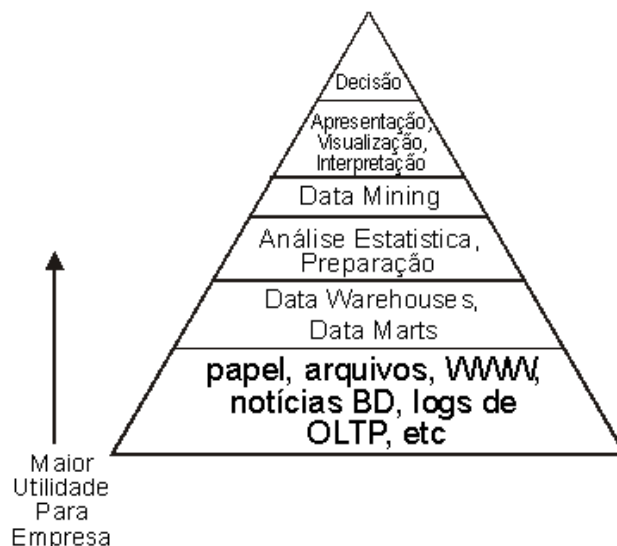 Decisão
Apresentação,
Visualização,
Interpretação
Data Mining
Análise Estatistica,
Preparação
Data Warehouses,
Data Marts
papel, arquivos, WWW,
notícias BD, logs de
OLTP, etc
Maior
Utilidade
Para
Empresa